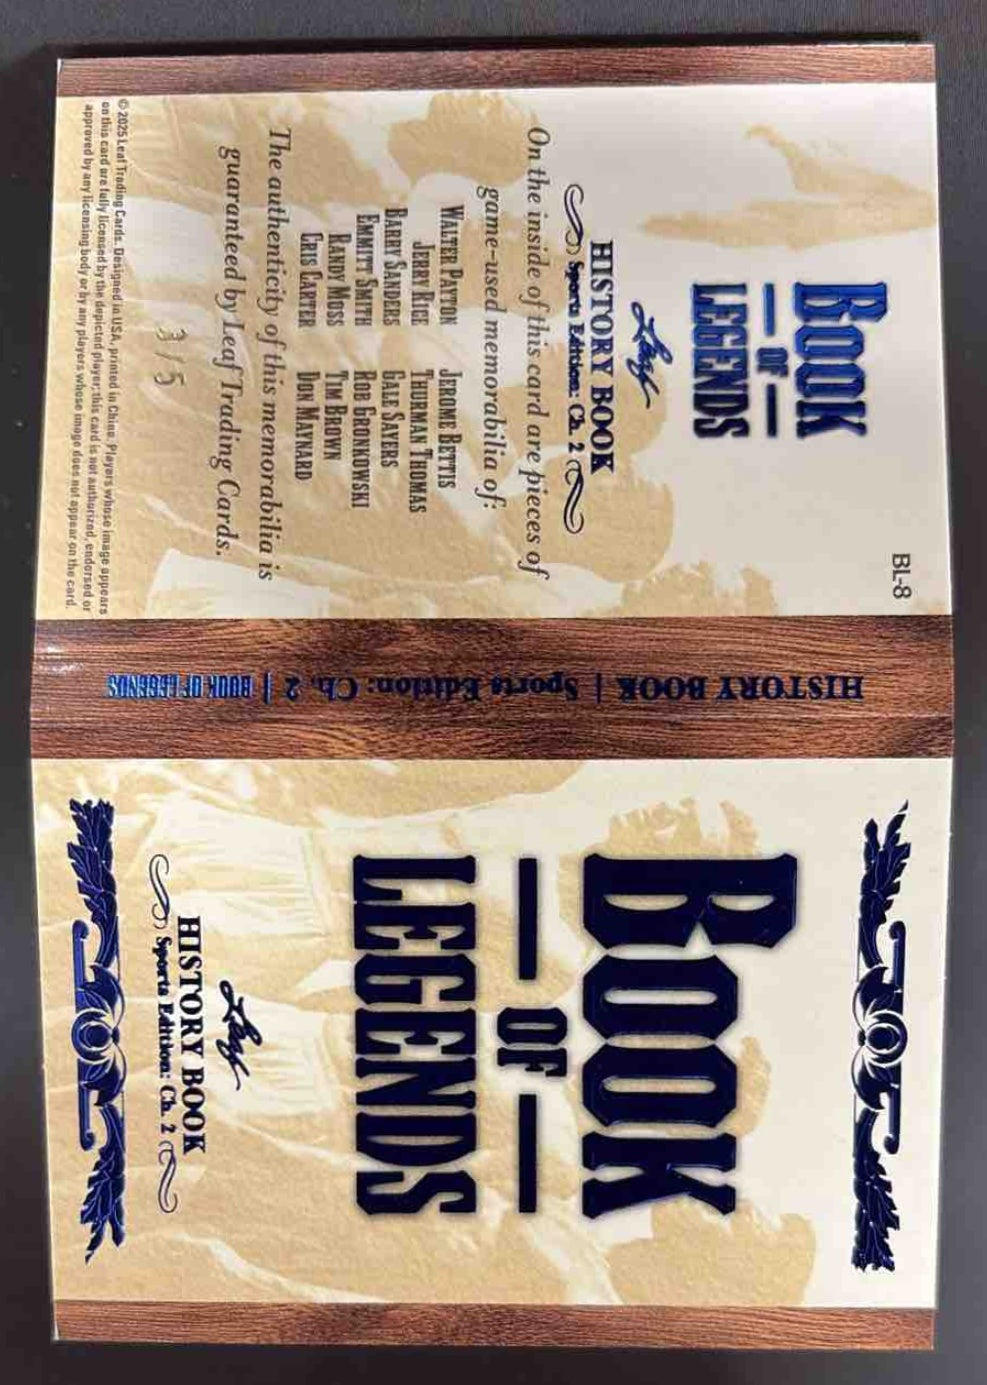 BL-8
BOOK
OF
LEGENDS
Leaf
HISTORY BOOK
Sports Edition: Ch. 2
On the inside of this card are pieces of
game-used memorabilia of:
WALTER PAYTON JEROME BETTIS
JERRY RICE THURMAN THOMAS
BARRY SANDERS GALE SAYERS
EMMITT SMITH ROB GRONKOWSKI
RANDY MOSS TIM BROWN
CRIS CARTER DON MAYNARD
The authenticity of this memorabilia is
guaranteed by Leaf Trading Cards.
3/5
© 2025 Leaf Trading Cards. Designed in USA, printed in China. Players whose image appears
on this card are fully licensed by the depicted player; this card is not authorized, endorsed or
approved by any licensing body or by any players whose image does not appear on the card.
HISTORY BOOK | Sports Edition: Ch. 2 | BOOK OF LEGENDS
BOOK
OF
LEGENDS
Leaf
HISTORY BOOK
Sports Edition: Ch. 2